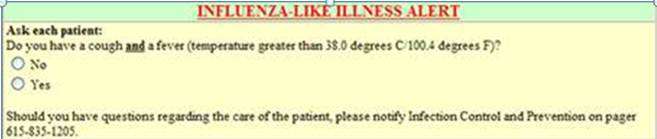 INFLUENZA-LIKE ILLNESS ALERT
Ask each patient:
Do you have a cough and a fever (temperature greater than 38.0 degrees C/100.4 degrees F)?
No
Yes
Should you have questions regarding the care of the patient, please notify Infection Control and Prevention on pager
615-835-1205.